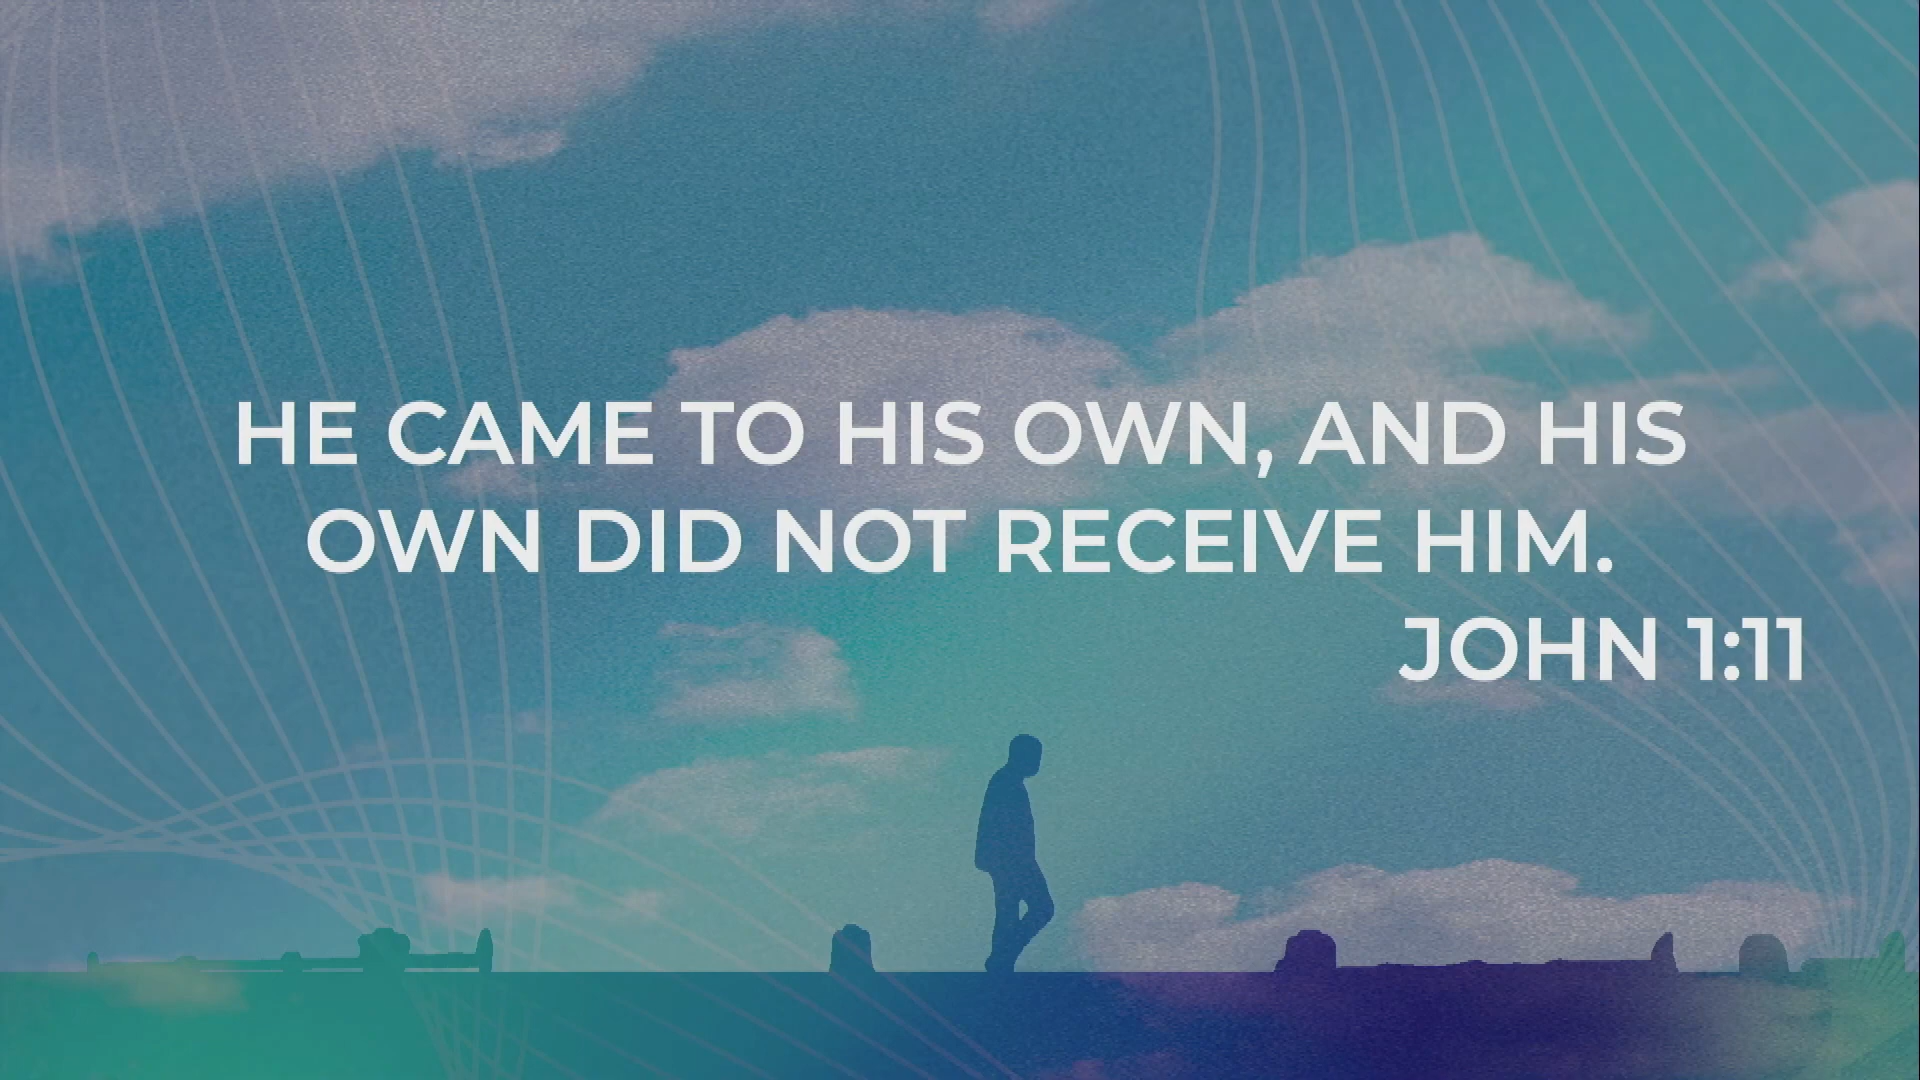 HE CAME TO HIS OWN, AND HIS
OWN DID NOT RECEIVE HIM.
JOHN 1:11